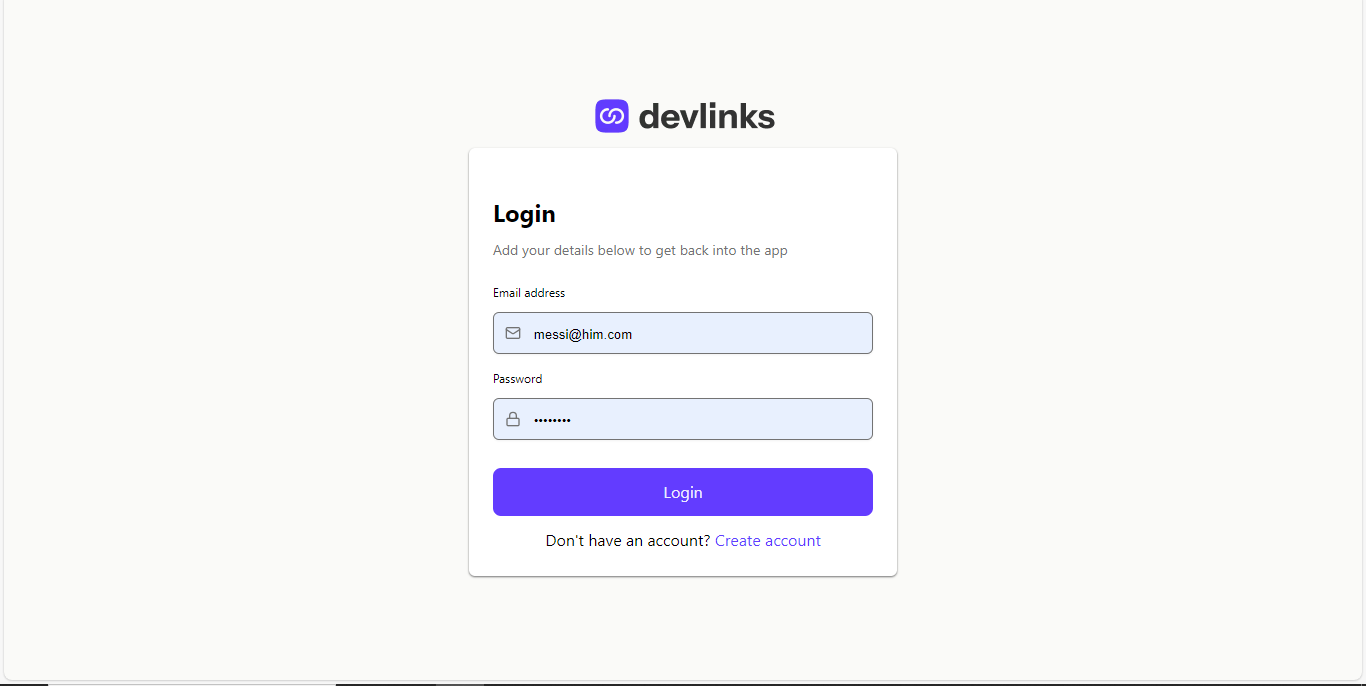 devlinks
Login
Add your details below to get back into the app
Email address
messi@him.com
Password
••••••••
Login
Don't have an account? Create account